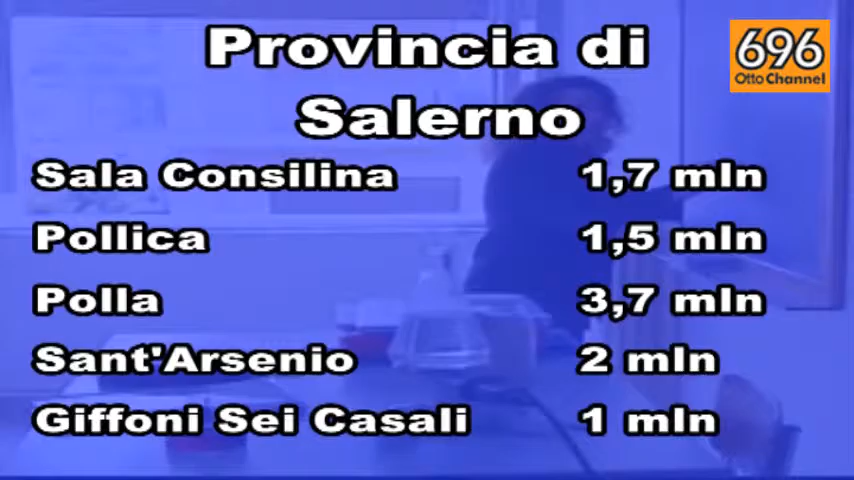 Provincia di
Salerno
696
Otto Channel
Sala Consilina 1,7 mln
Pollica 1,5 mln
Polla 3,7 mln
Sant'Arsenio 2 mln
Giffoni Sei Casali 1 mln